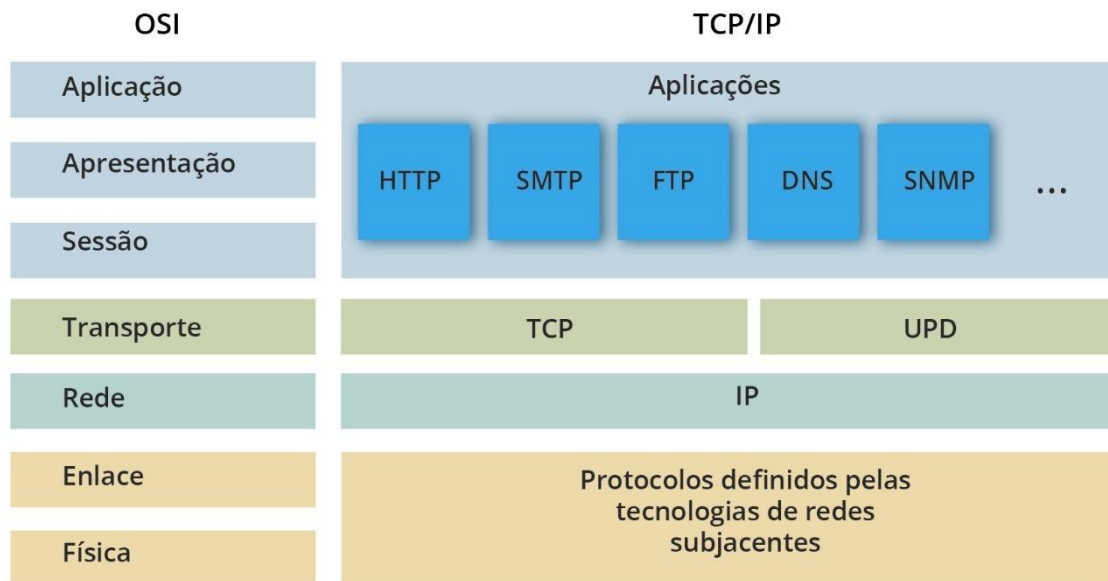 OSI
TCP/IP
Aplicação
Apresentação
Sessão
Transporte
Rede
Enlace
Física
Aplicações
HTTP
SMTP
FTP
DNS
SNMP
...
TCP
UPD
IP
Protocolos definidos pelas
tecnologias de redes
subjacentes